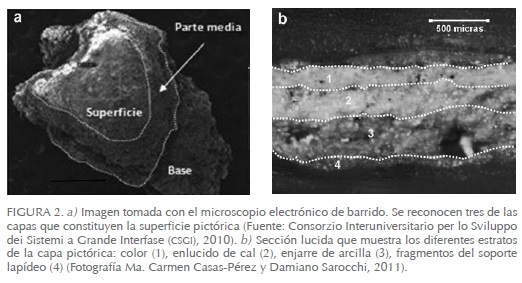 a
Parte media
Superficie
Base
b
500 micras
1
2
3
4
FIGURA 2. a) Imagen tomada con el microscopio electrónico de barrido. Se reconocen tres de las
capas que constituyen la superficie pictórica (Fuente: Consorzio Interuniversitario per lo Sviluppo
dei Sistemi a Grande Interfase (CSGI), 2010). b) Sección lucida que muestra los diferentes estratos
de la capa pictórica: color (1), enlucido de cal (2), enjarre de arcilla (3), fragmentos del soporte
lapídeo (4) (Fotografía Ma. Carmen Casas-Pérez y Damiano Sarocchi, 2011).